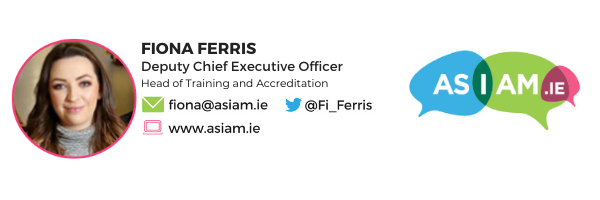 FIONA FERRIS
Deputy Chief Executive Officer
Head of Training and Accreditation
fiona@asiam.ie @Fi_Ferris
www.asiam.ie
AS I AM .IE